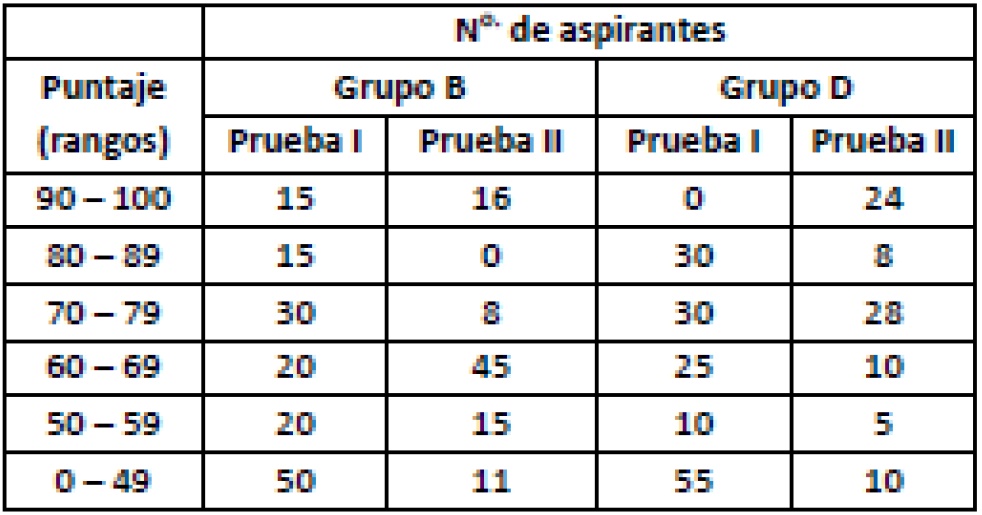 Nº. de aspirantes
Puntaje (rangos) Grupo B Grupo D
Prueba I Prueba II Prueba I Prueba II
90 – 100 15 16 0 24
80 – 89 15 0 30 8
70 – 79 30 8 30 28
60 – 69 20 45 25 10
50 – 59 20 15 10 5
0 – 49 50 11 55 10